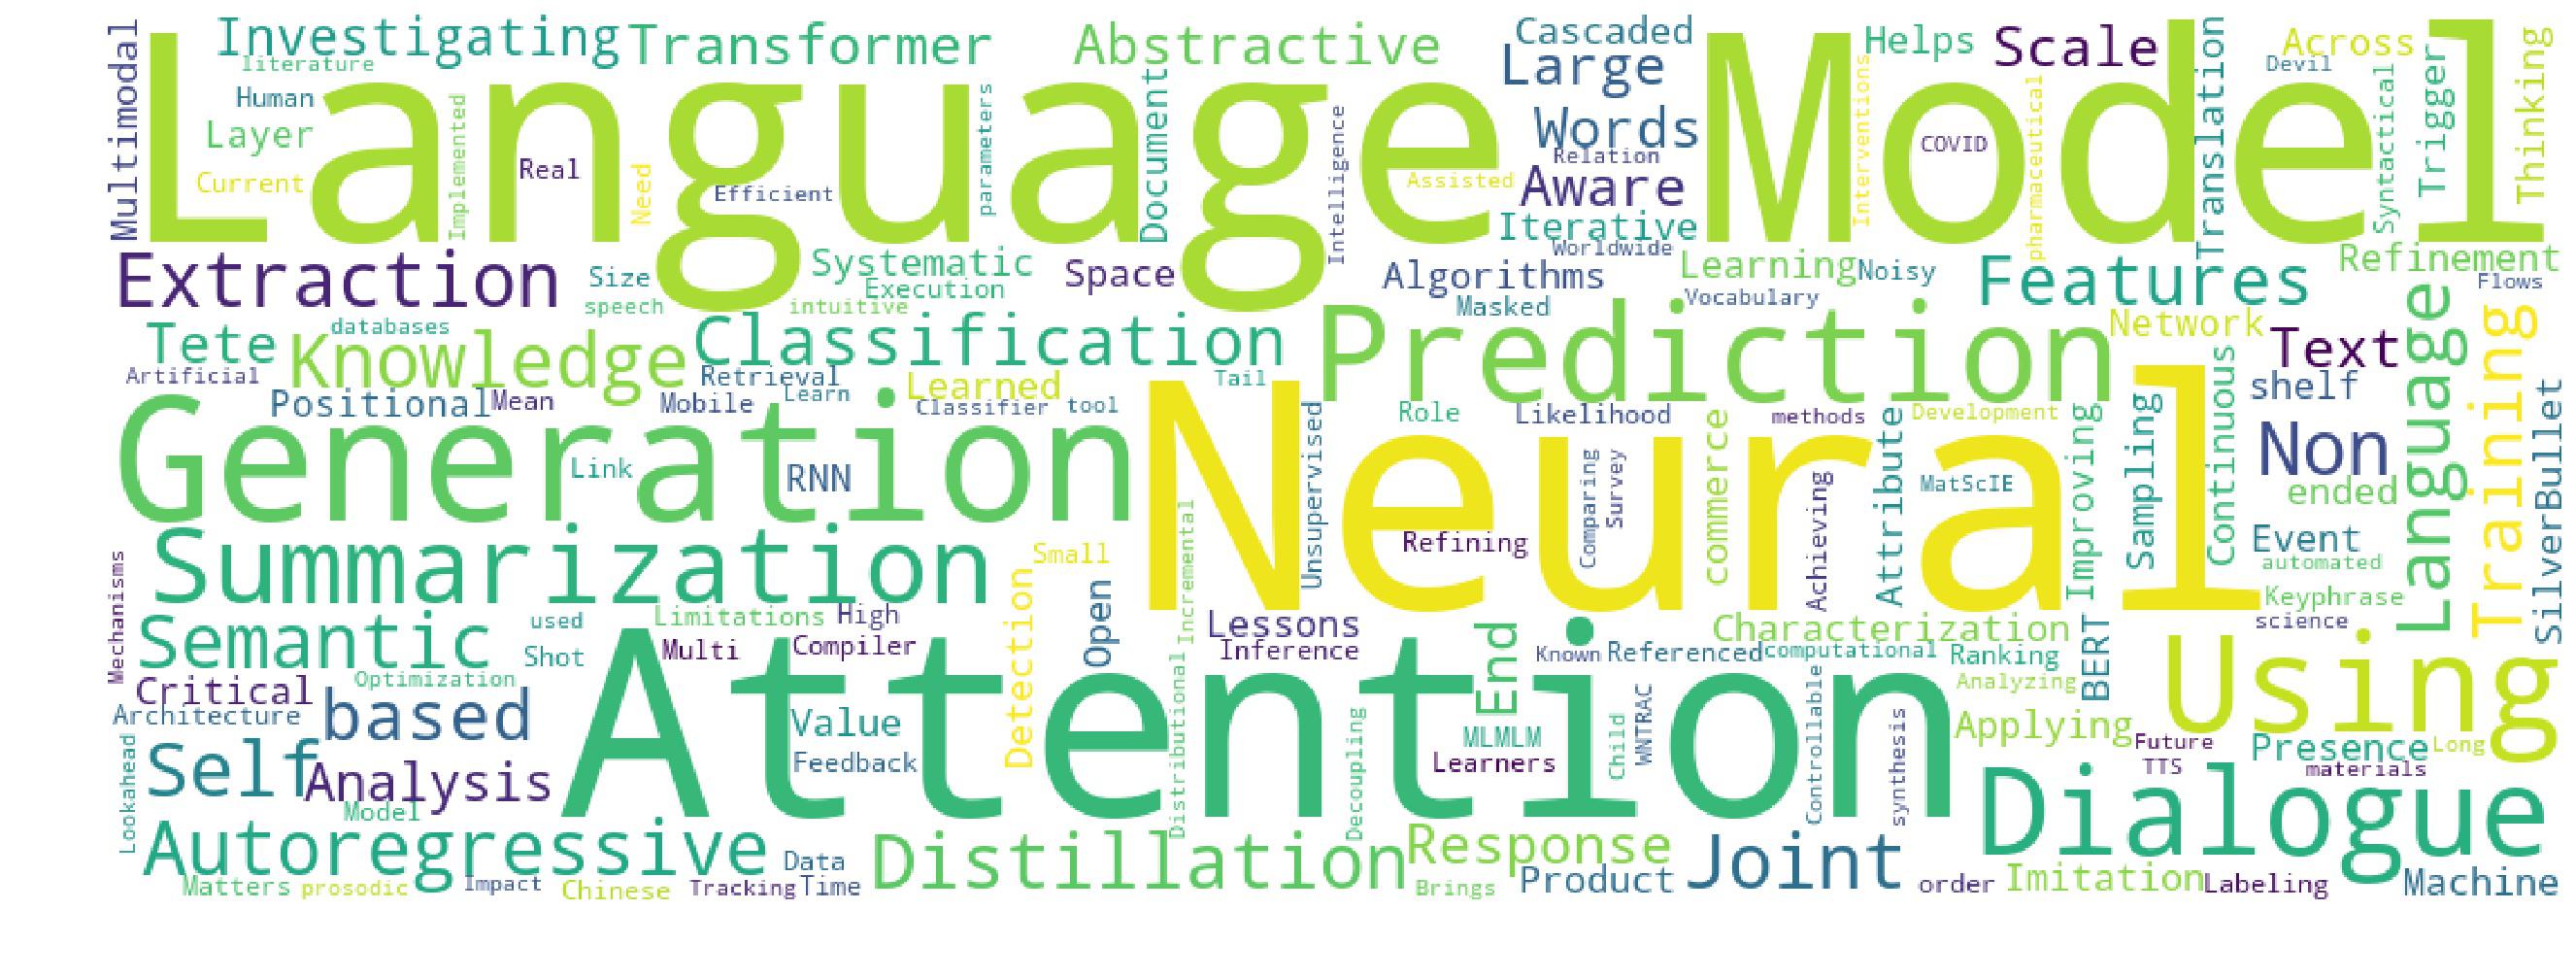 Multimodal
Investigating
literature
Transformer
Abstractive
Cascaded
Large
Helps
Scale
Translation
Across
Devil
Trigger
Thinking
Language Model
Human
Layer
Current
Implemented
Real
Need
Efficient
parameters
Document
Intelligence
Words
Relation
Assisted
Aware
Iterative
Worldwide
Interventions
COVID
pharmaceutical
Syntactical
Extraction
Size
speech
Systematic
Execution
intuitive
Space
Algorithms
Masked
Learning
Noisy
Vocabulary
Features
Refinement
Flows
Tete
databases
Knowledge
Classification
Prediction
Network
Text
Language
Training
Artificial
Retrieval
Learned
Tail
Positional
Mean
Mobile
Learn
Classifier
tool
Role
Likelihood
methods
Development
Continuous
shelf
SilverBullet
Generation
Link
RNN
Neural
Unsupervised
Comparing
Survey
commerce
Achieving
Attribute
MatScIE
Improving
Sampling
Non
ended
Refining
Event
automated
Summarization
Small
Incremental
Mechanisms
Detection
Open
Keyphrase
science
Semantic
used
Shot
Limitations
High
Multi
Compiler
Lessons
Inference
End
Known
Referenced
Characterization
computational
Ranking
BERT
Using
Critical
Optimization
Architecture
based
Attention
Value
Feedback
Distributional
Decoupling
MLMLM
Learners
Child
WNTRAC
Controllable
synthesis
Analyzing
Applying
Future
TTS
Presence
Long
materials
Lookahead
Self
Analysis
Model
Dialogue
Autoregressive
Data
Distillation
Response
Joint
Matters
prosodic
Impact
Chinese
Tracking
Time
Brings
Product
order
Imitation
Labeling
Machine